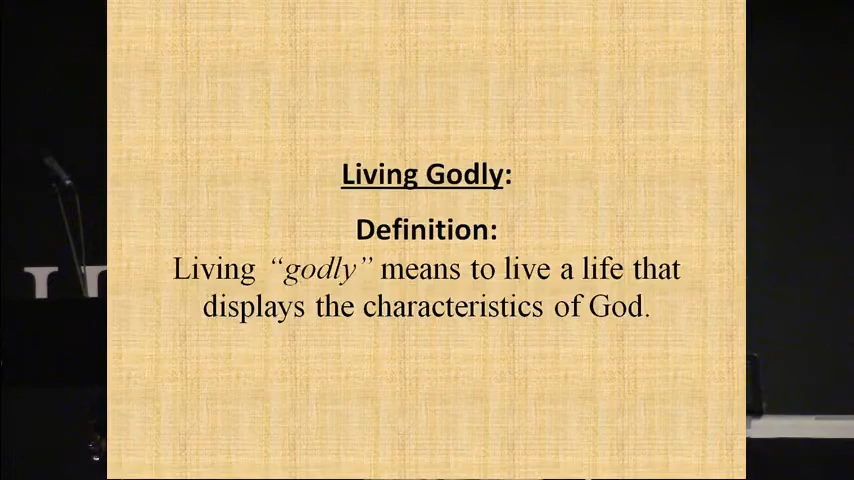 Living Godly:
Definition:
Living “godly” means to live a life that
displays the characteristics of God.